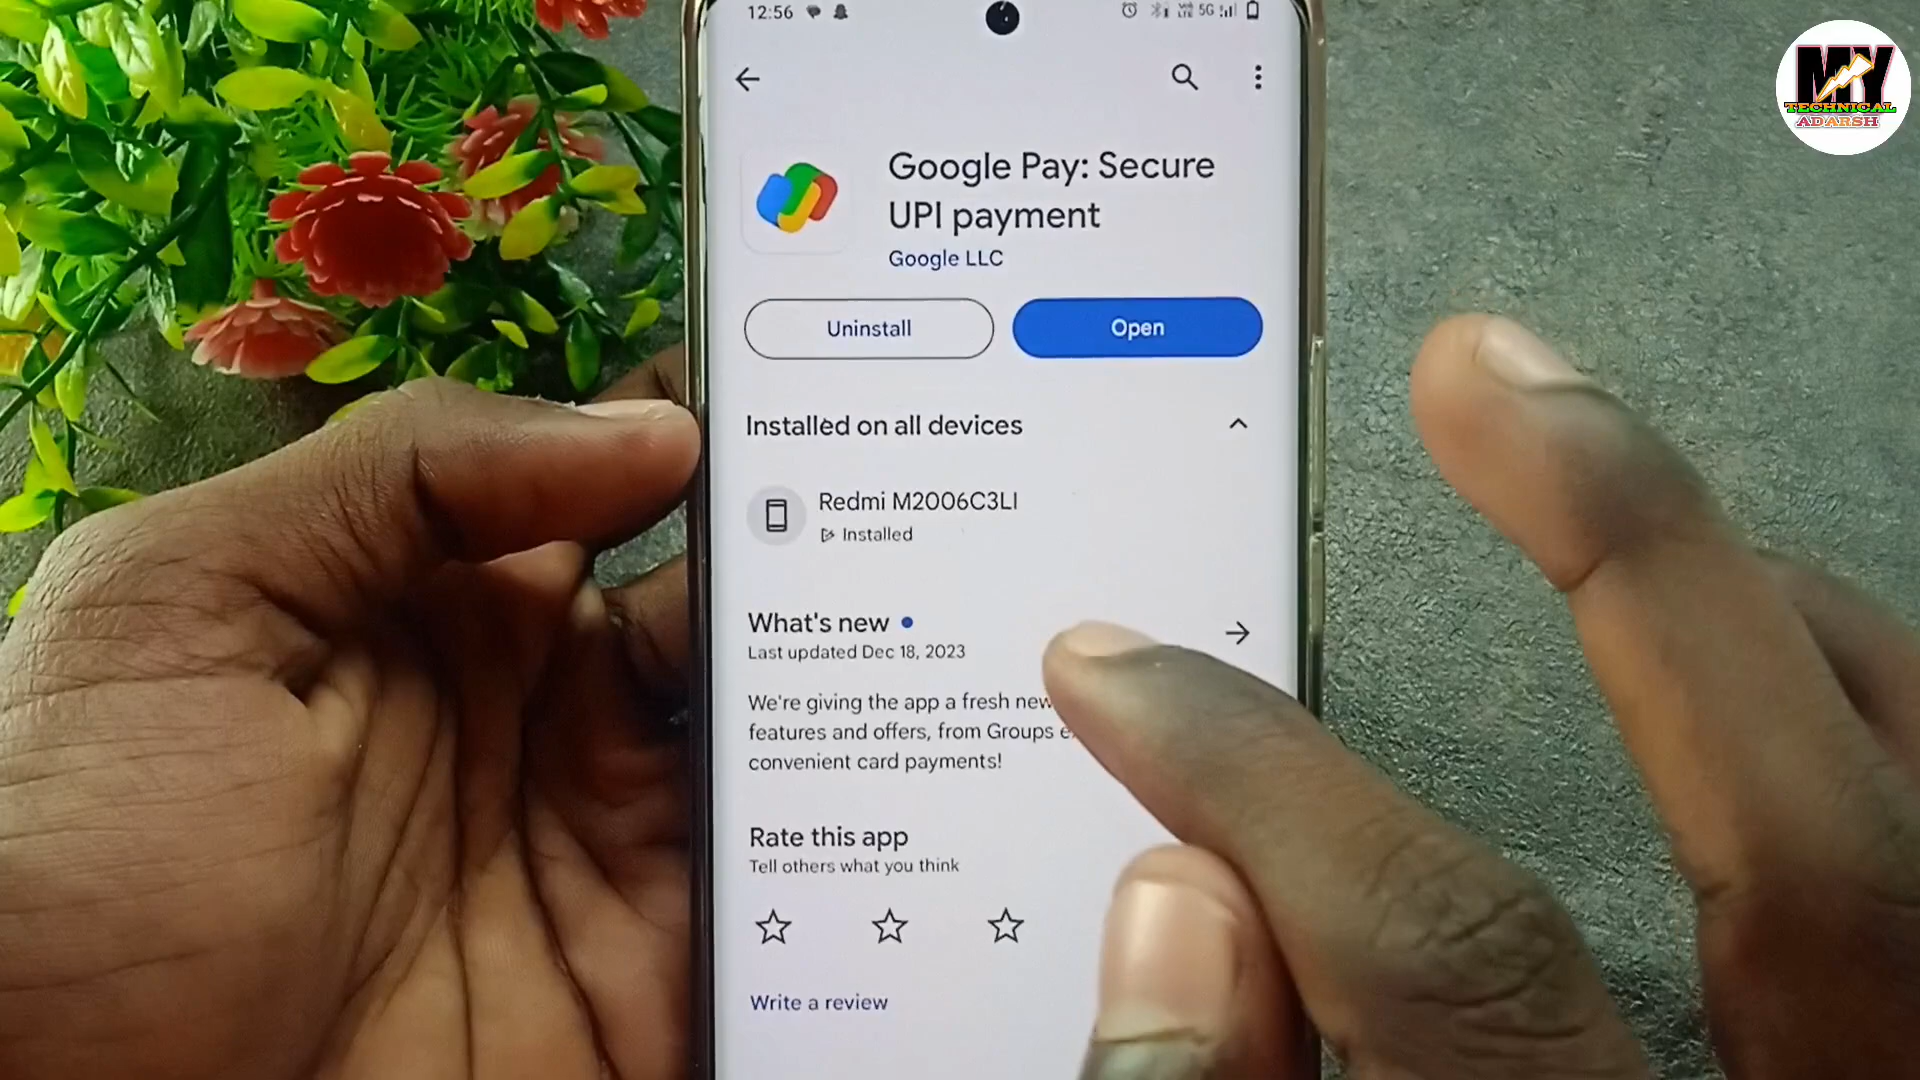 12:56
5G
MY
TECHNICAL
ADARSH
Google Pay: Secure
UPI payment
Google LLC
Uninstall
Open
Installed on all devices
Redmi M2006C3LI
Installed
What's new
Last updated Dec 18, 2023
We're giving the app a fresh new
features and offers, from Groups
convenient card payments!
Rate this app
Tell others what you think
Write a review